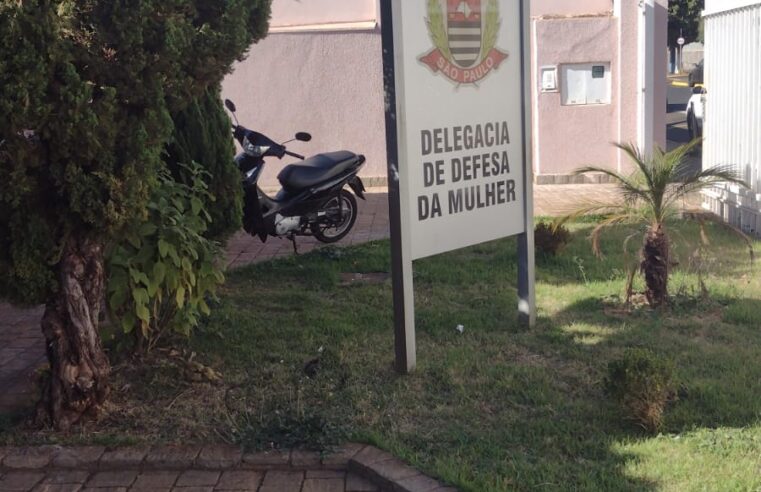 SÃO PAULO
DELEGACIA
DE DEFESA
DA MULHER